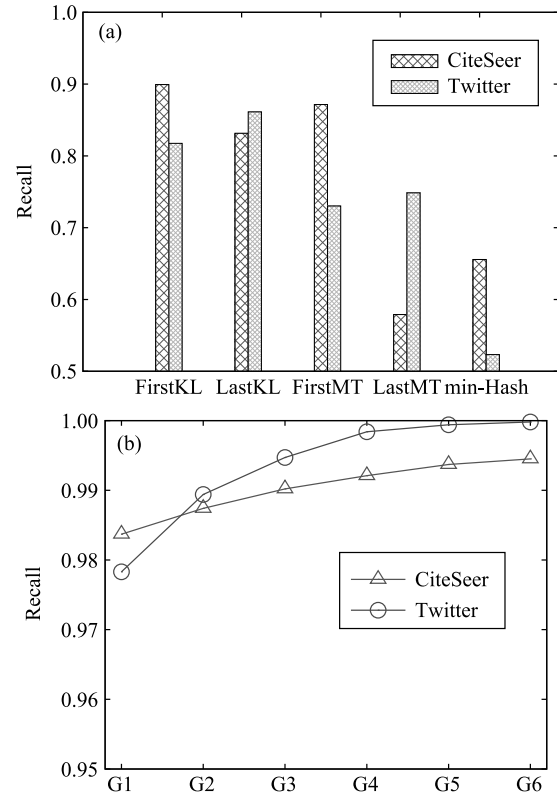 (a)
CiteSeer
Twitter
Recall
1.0
0.9
0.8
0.7
0.6
0.5
FirstKL LastKL FirstMT LastMT min-Hash
(b)
CiteSeer
Twitter
Recall
1.00
0.99
0.98
0.97
0.96
0.95
G1 G2 G3 G4 G5 G6